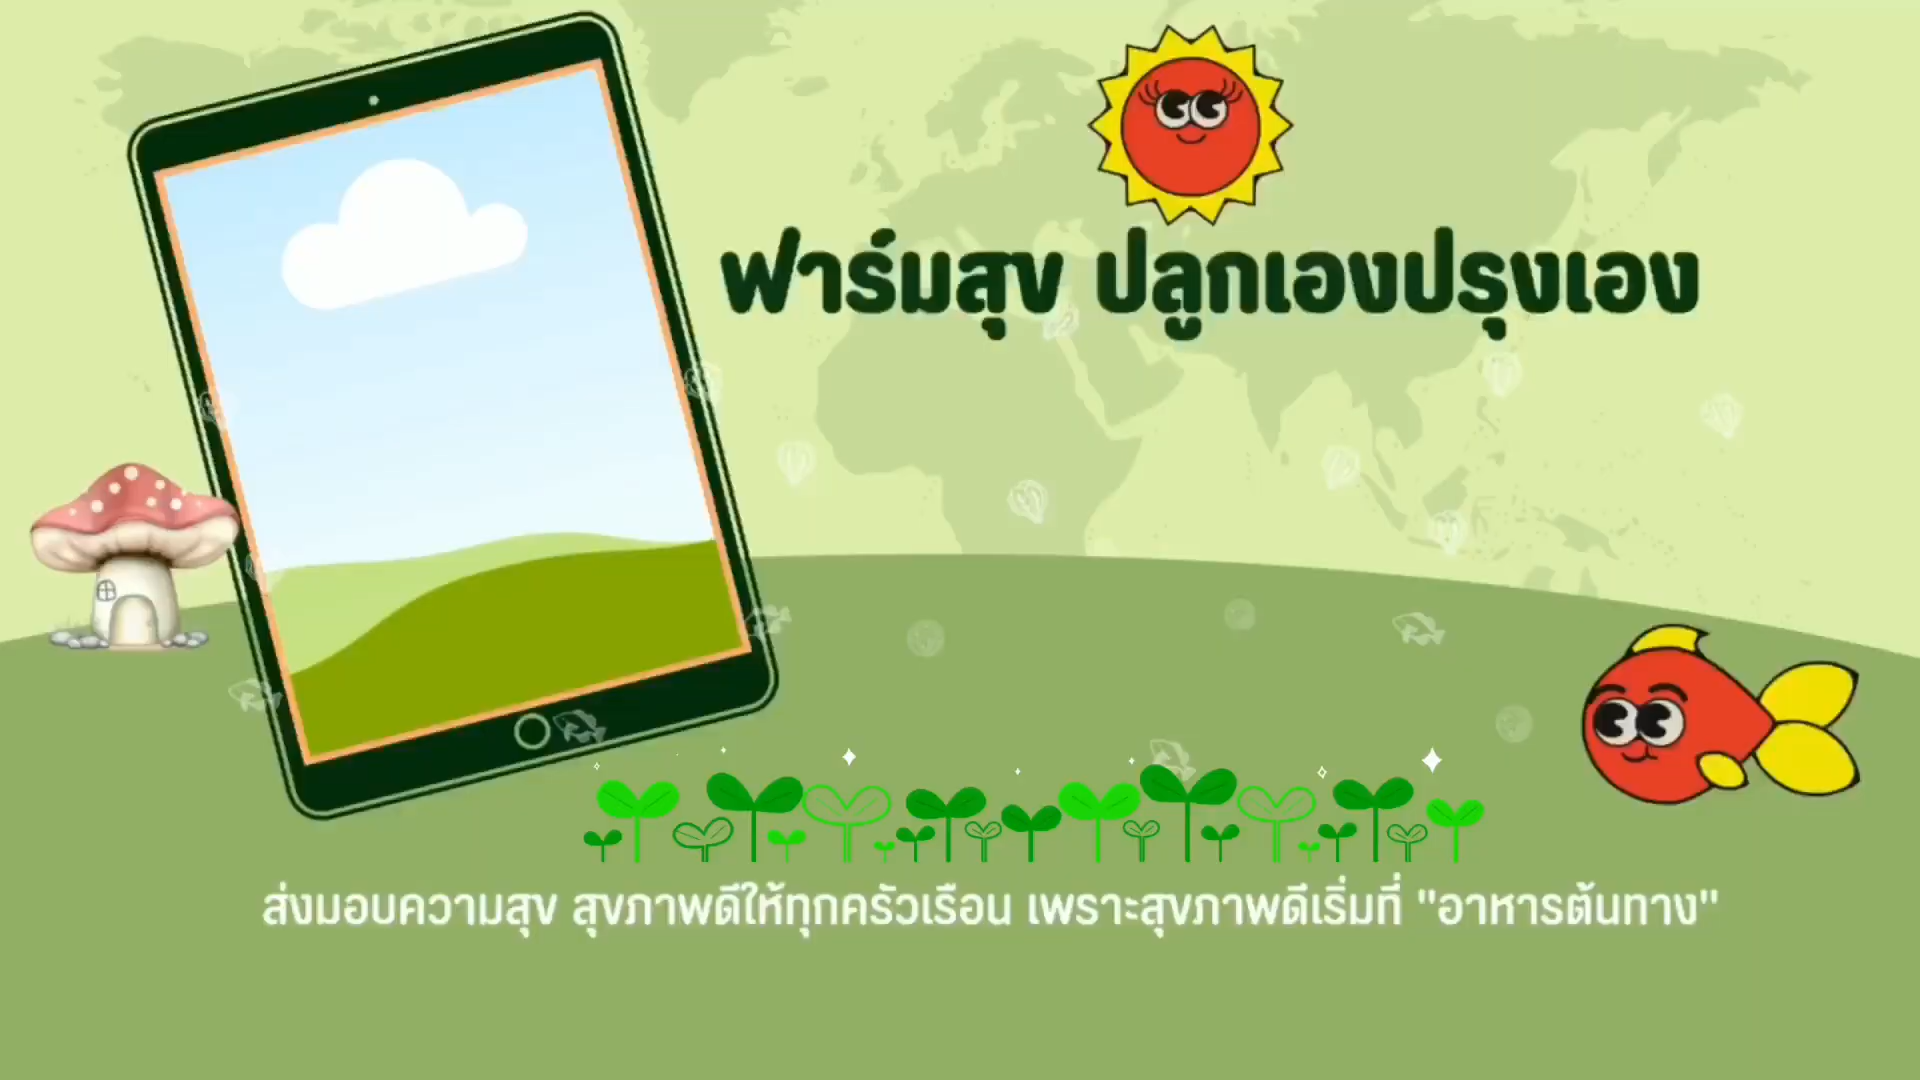 ฟาร์มสุข ปลูกเองปรุงเอง
ส่งมอบความสุข สุขภาพดีให้ทุกครัวเรือน เพราะสุขภาพดีเริ่มที่ "อาหารต้นทาง"